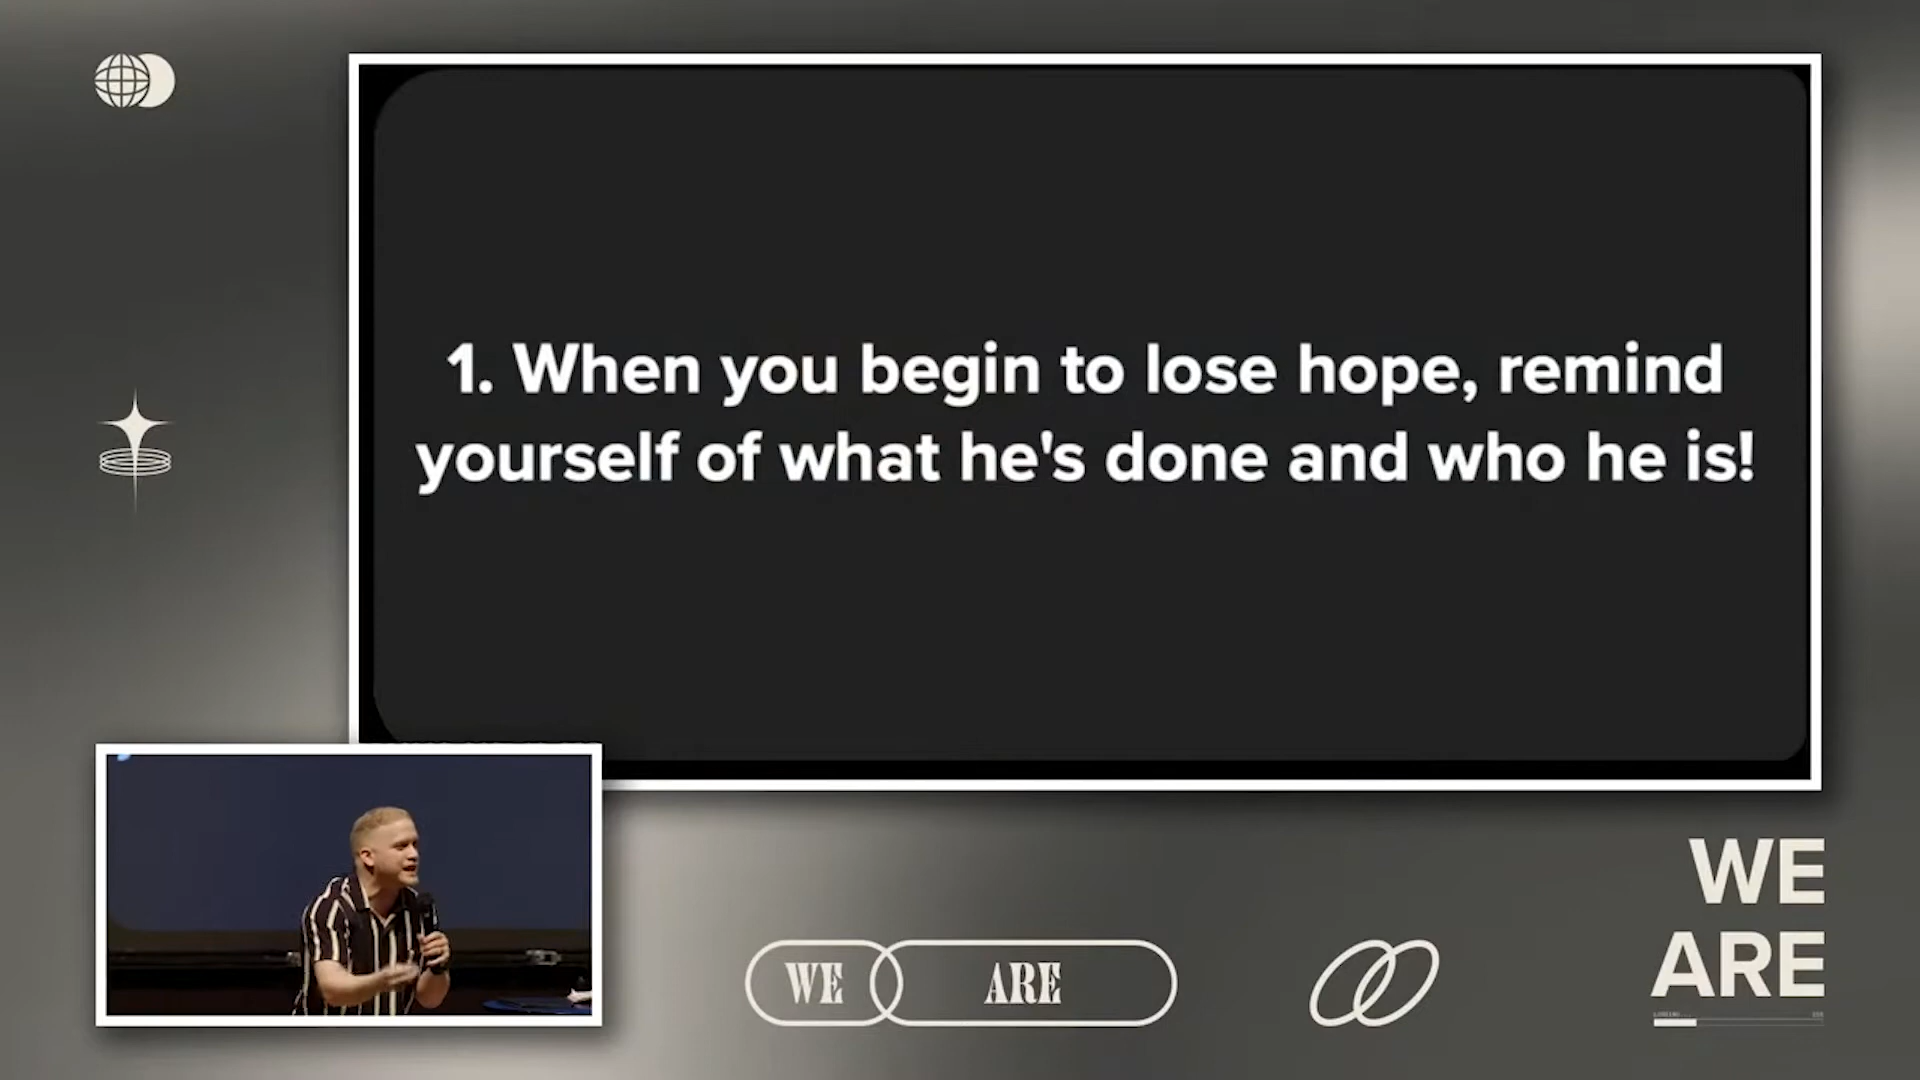 1. When you begin to lose hope, remind
yourself of what he's done and who he is!
WE ARE
WE
ARE